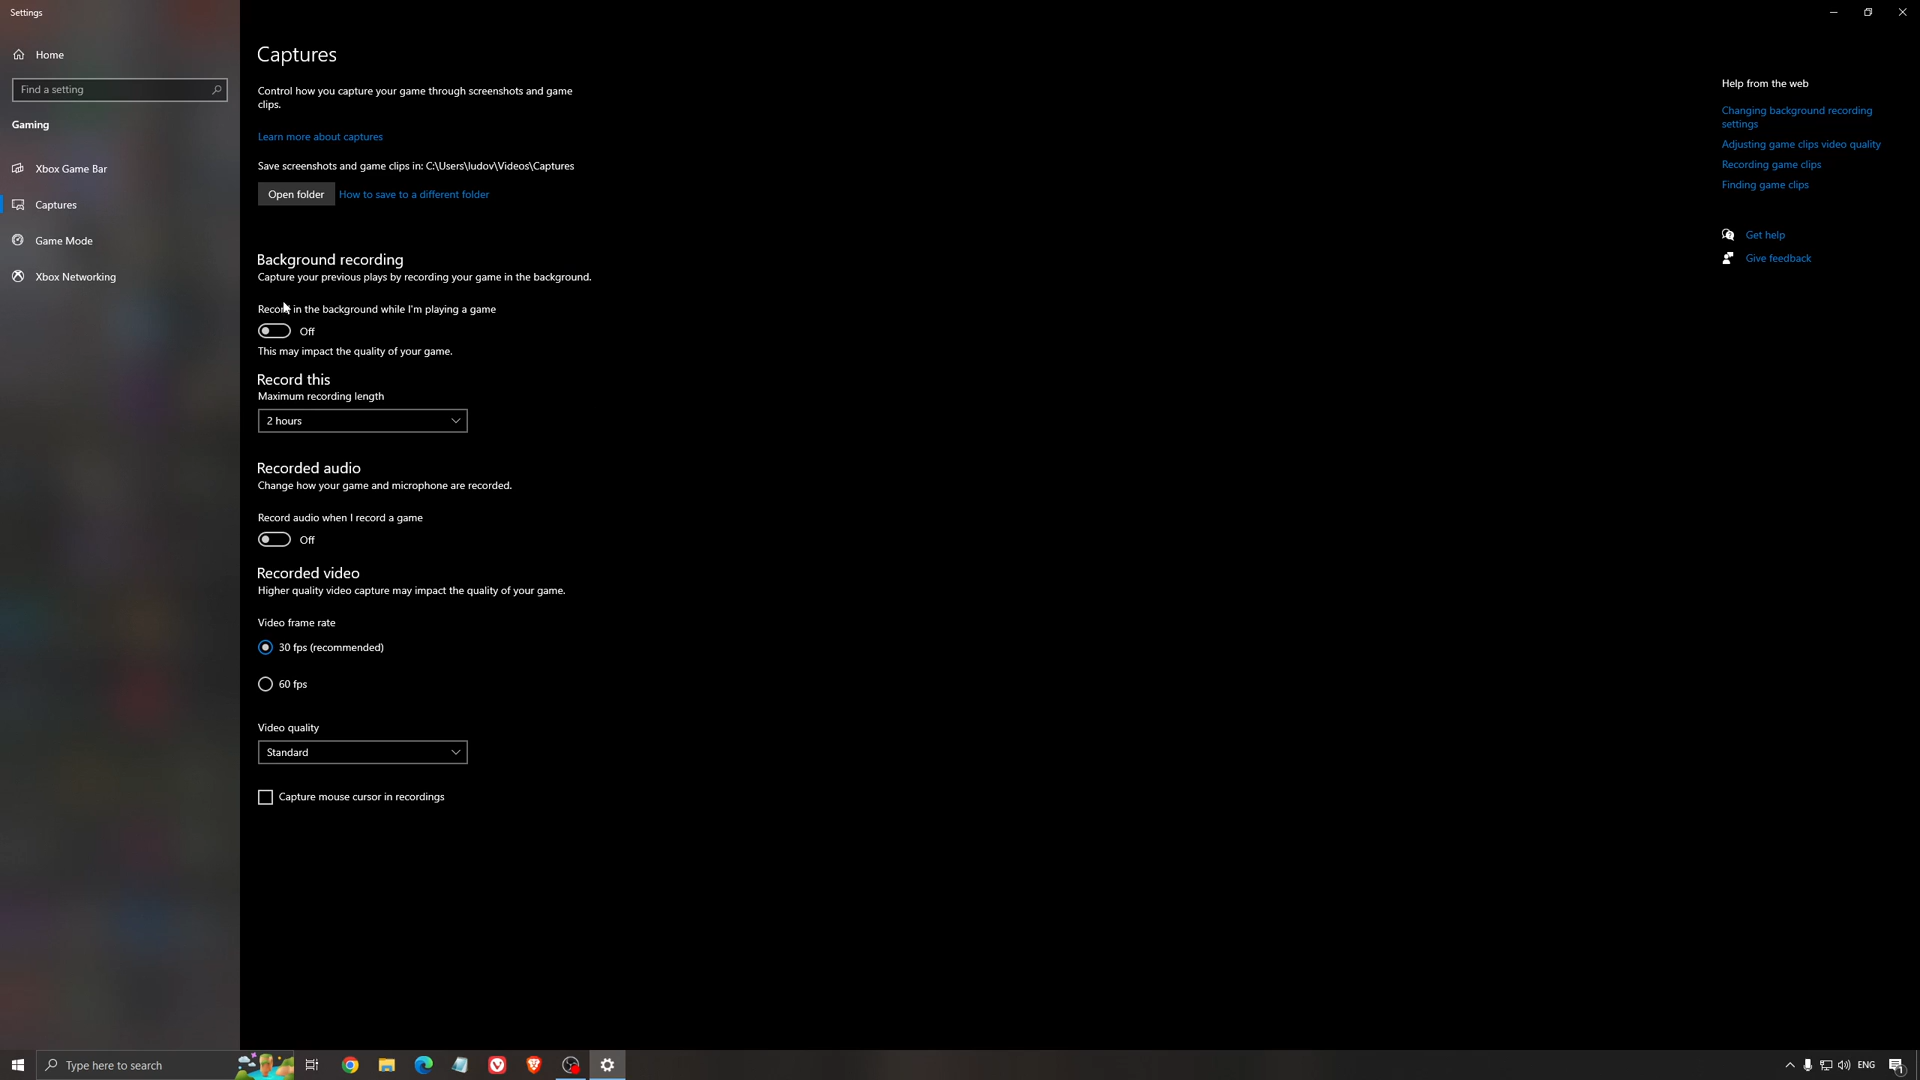 Settings
Home
Find a setting
Gaming
Xbox Game Bar
Captures
Game Mode
Xbox Networking
Captures
Control how you capture your game through screenshots and game
clips.
Learn more about captures
Save screenshots and game clips in: C:\Users\ludov\Videos\Captures
Open folder
How to save to a different folder
Background recording
Capture your previous plays by recording your game in the background.
Record in the background while I'm playing a game
Off
This may impact the quality of your game.
Record this
Maximum recording length
2 hours
Recorded audio
Change how your game and microphone are recorded.
Record audio when I record a game
Off
Recorded video
Higher quality video capture may impact the quality of your game.
Video frame rate
30 fps (recommended)
60 fps
Video quality
Standard
Capture mouse cursor in recordings
Help from the web
Changing background recording
settings
Adjusting game clips video quality
Recording game clips
Finding game clips
Get help
Give feedback
Type here to search
ENG
1